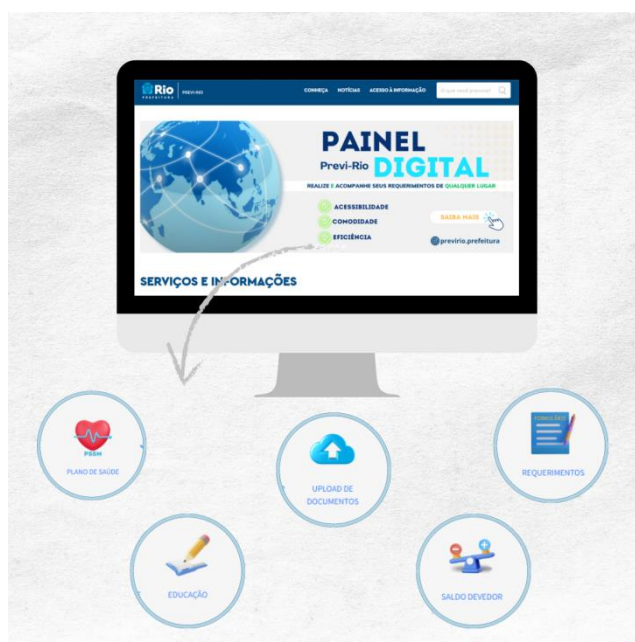 Rio
PREFEITURA
PREVI-RIO
CONHEÇA NOTÍCIAS ACESSO À INFORMAÇÃO
PAINEL
Previ-Rio DIGITAL
REALIZE E ACOMPANHE SEUS REQUERIMENTOS DE QUALQUER LUGAR
ACESSIBILIDADE
COMODIDADE
EFICIÊNCIA
SAIBA MAIS
@previrio.prefeitura
SERVIÇOS E INFORMAÇÕES
PSSM
PLANO DE SAÚDE
UPLOAD DE
DOCUMENTOS
REQUERIMENTOS
EDUCAÇÃO
SALDO DEVEDOR